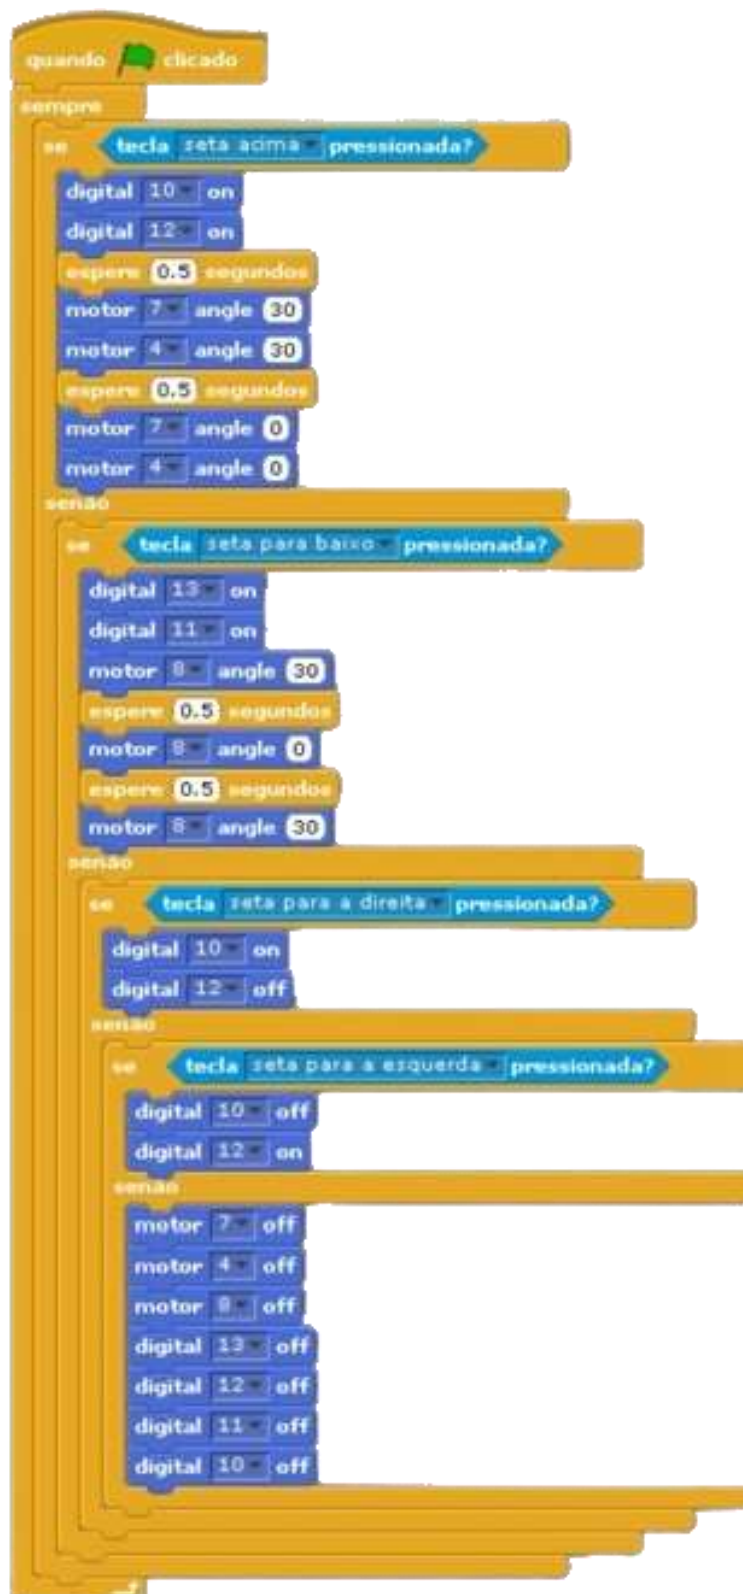 quando clicado
sempre
se tecla seta acima pressionada?
digital 10 on
digital 12 on
espere 0.5 segundos
motor 7 angle 30
motor 4 angle 30
espere 0.5 segundos
motor 7 angle 0
motor 4 angle 0
senão
se tecla seta para baixo pressionada?
digital 13 on
digital 11 on
motor 8 angle 30
espere 0.5 segundos
motor 8 angle 0
espere 0.5 segundos
motor 8 angle 30
senão
se tecla seta para a direita pressionada?
digital 10 on
digital 12 off
senão
se tecla seta para a esquerda pressionada?
digital 10 off
digital 12 on
senão
motor 7 off
motor 4 off
motor 8 off
digital 13 off
digital 12 off
digital 11 off
digital 10 off